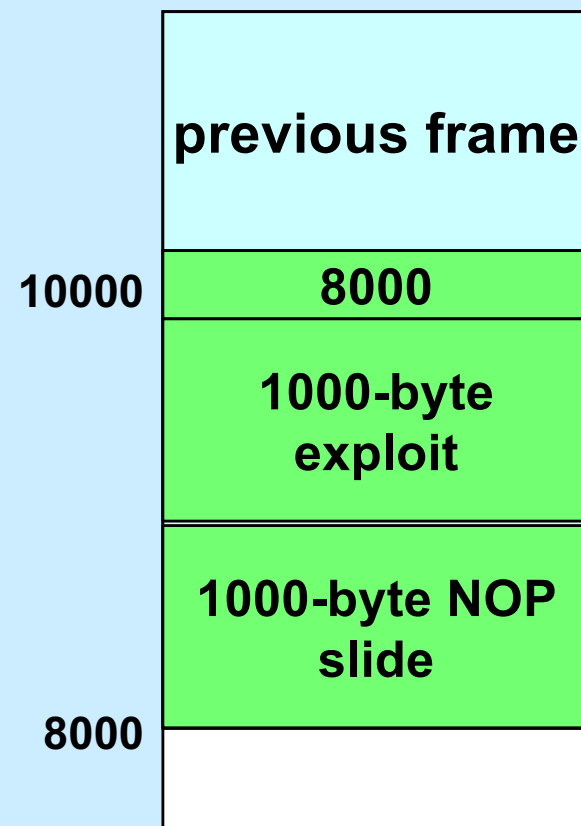 previous frame
10000
8000
1000-byte
exploit
1000-byte NOP
slide
8000